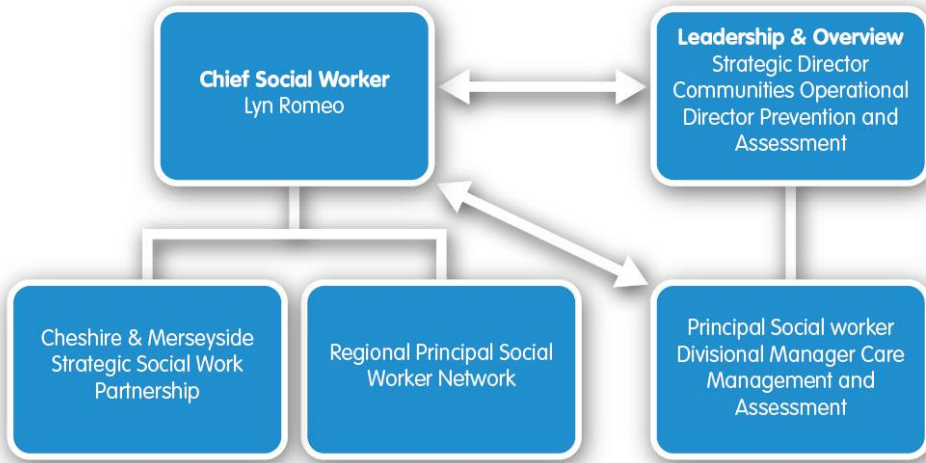 Chief Social Worker
Lyn Romeo
Leadership & Overview
Strategic Director
Communities Operational
Director Prevention and
Assessment
Cheshire & Merseyside
Strategic Social Work
Partnership
Regional Principal Social
Worker Network
Principal Social worker
Divisional Manager Care
Management and
Assessment